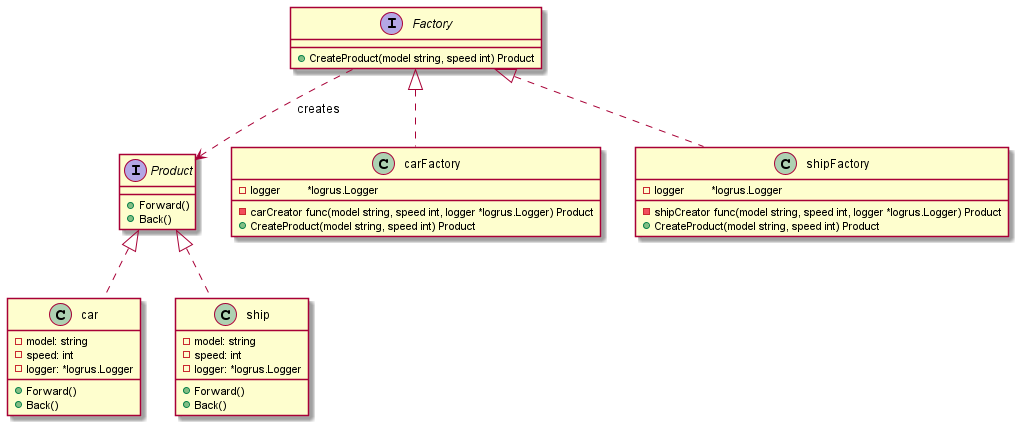 I Factory
CreateProduct(model string, speed int) Product
creates
I Product
Forward()
Back()
C carFactory
logger *logrus.Logger
carCreator func(model string, speed int, logger *logrus.Logger) Product
CreateProduct(model string, speed int) Product
C shipFactory
logger *logrus.Logger
shipCreator func(model string, speed int, logger *logrus.Logger) Product
CreateProduct(model string, speed int) Product
C car
model: string
speed: int
logger: *logrus.Logger
Forward()
Back()
C ship
model: string
speed: int
logger: *logrus.Logger
Forward()
Back()